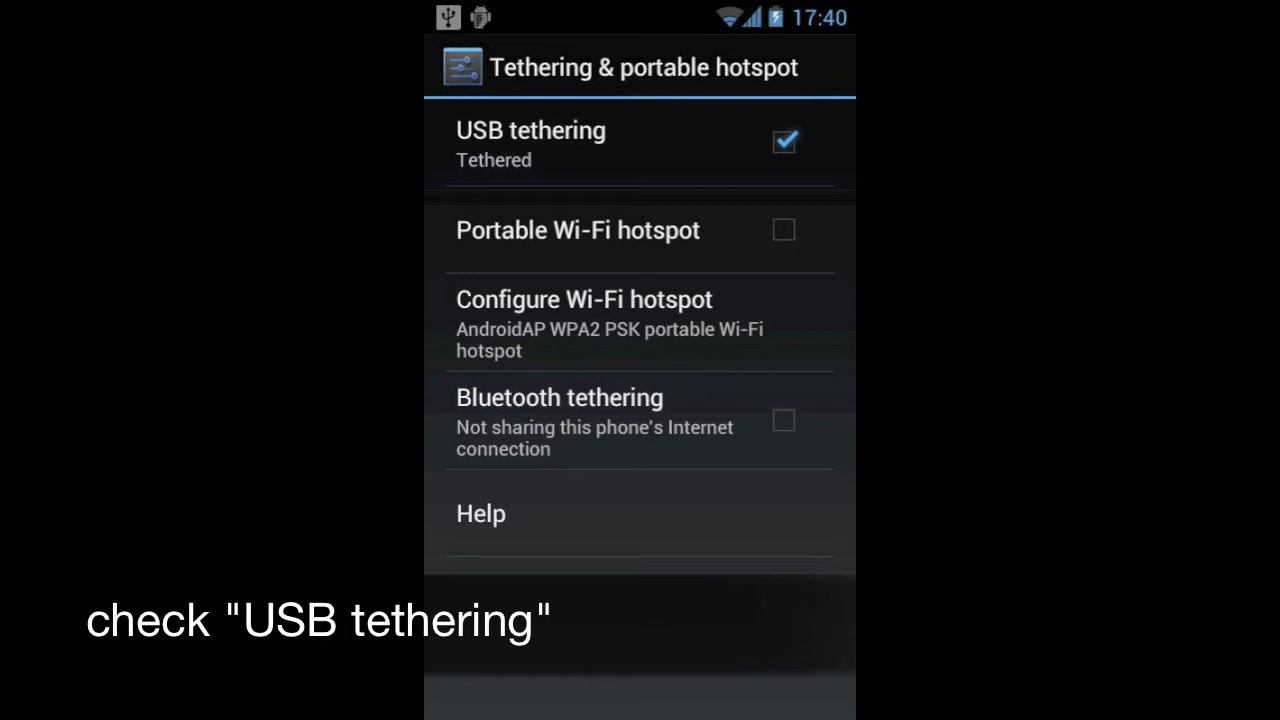 17:40
Tethering & portable hotspot
USB tethering
Tethered
Portable Wi-Fi hotspot
Configure Wi-Fi hotspot
AndroidAP WPA2 PSK portable Wi-Fi
hotspot
Bluetooth tethering
Not sharing this phone's Internet
connection
Help
check "USB tethering"